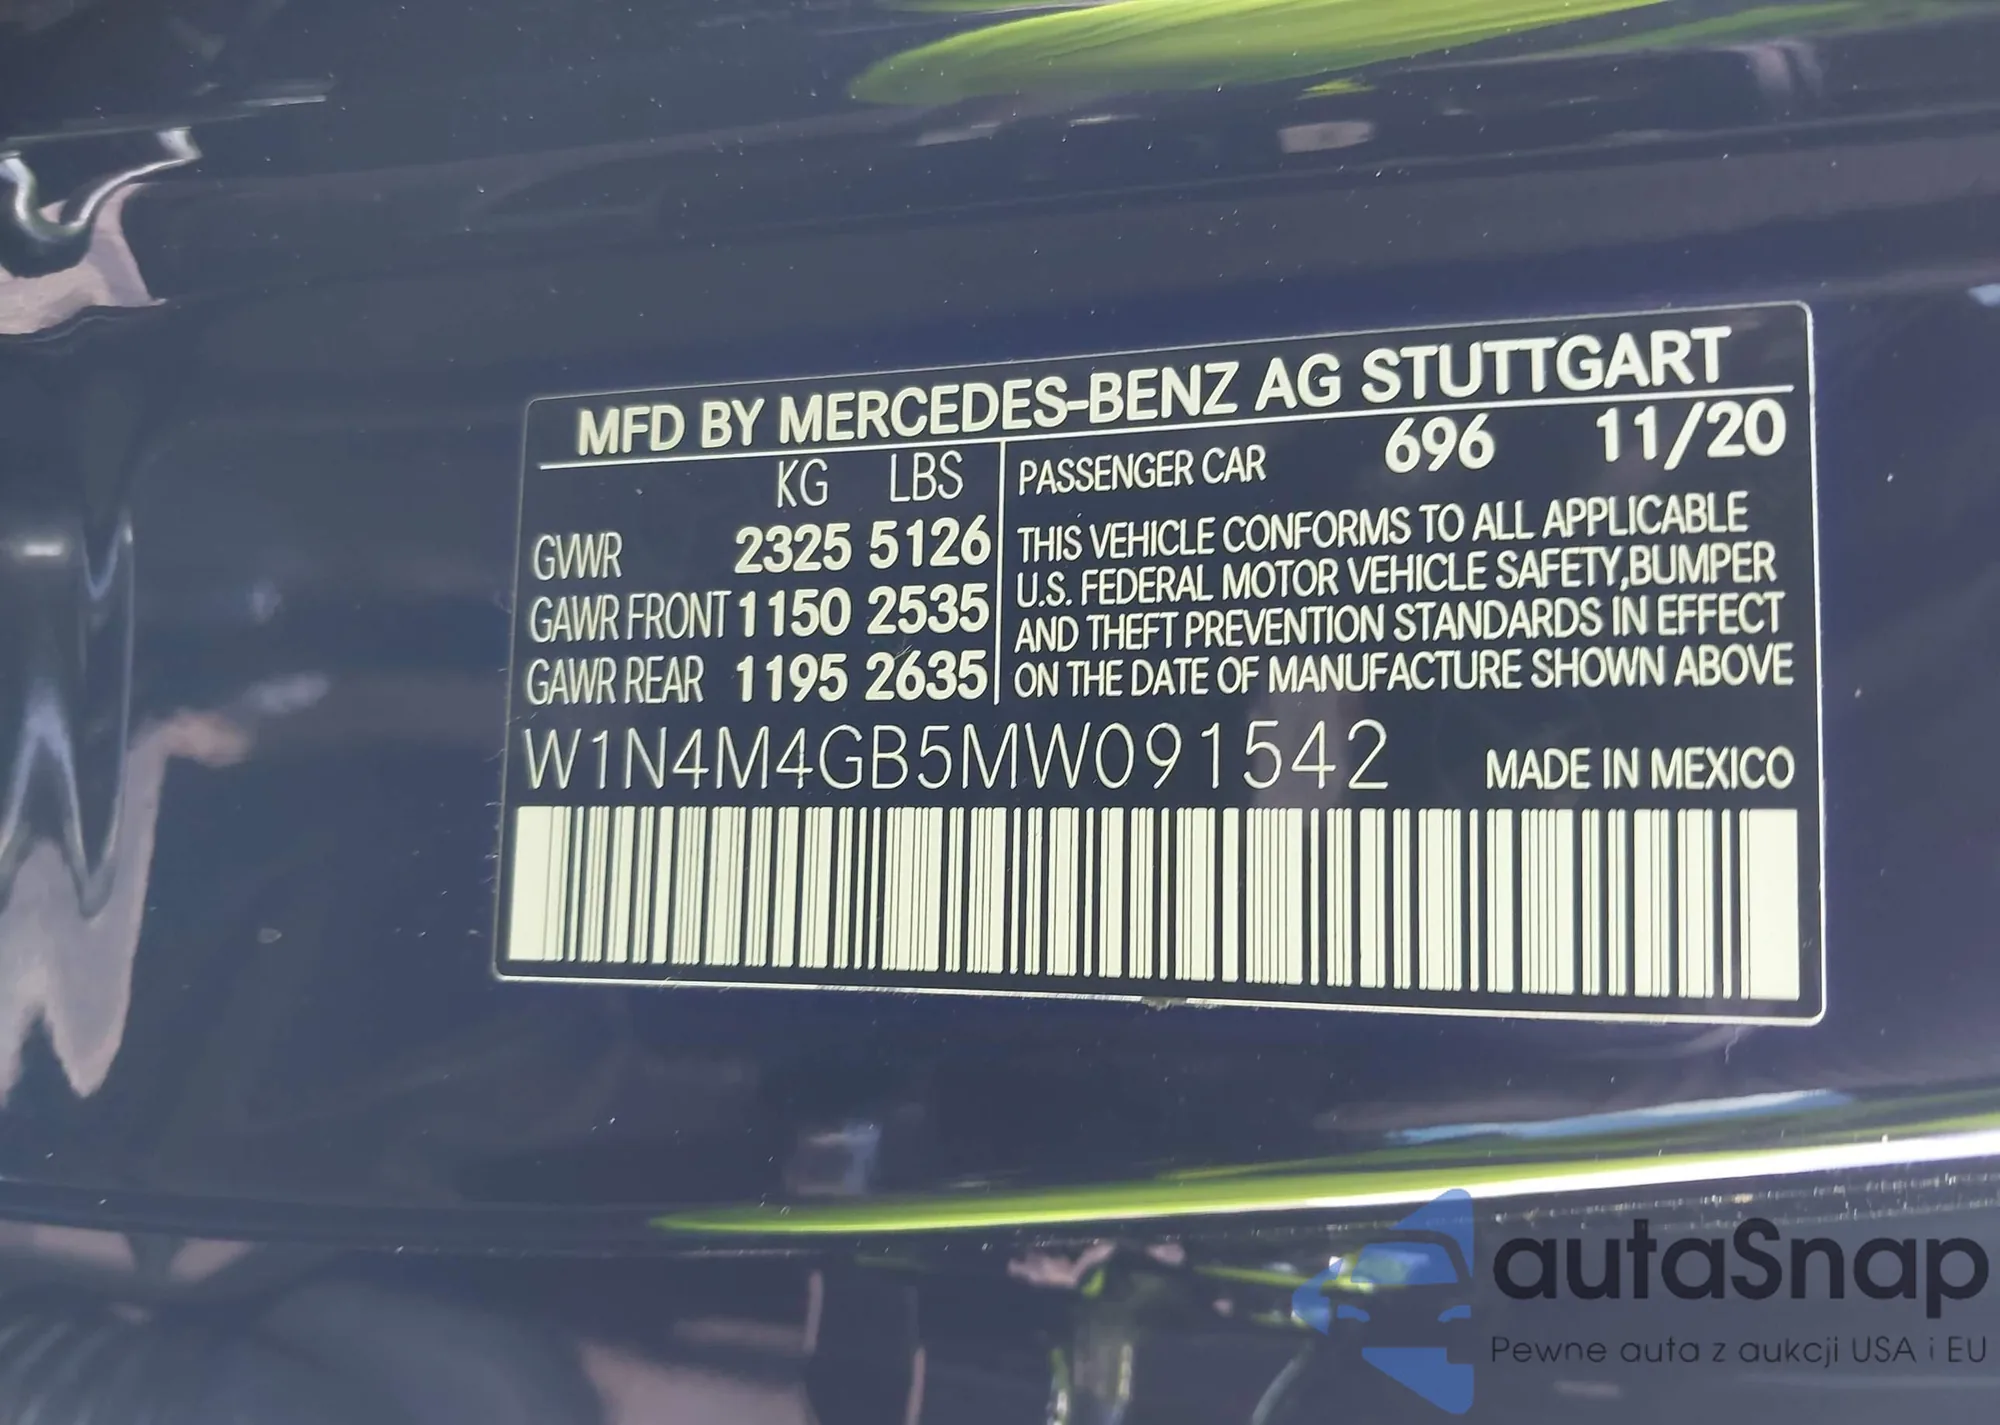 MFD BY MERCEDES-BENZ AG STUTTGART
KG LBS
GVWR 2325 5126
GAWR FRONT 1150 2535
GAWR REAR 1195 2635
PASSENGER CAR 696 11/20
THIS VEHICLE CONFORMS TO ALL APPLICABLE
U.S. FEDERAL MOTOR VEHICLE SAFETY,BUMPER
AND THEFT PREVENTION STANDARDS IN EFFECT
ON THE DATE OF MANUFACTURE SHOWN ABOVE
W1N4M4GB5MW091542 MADE IN MEXICO
autaSnap
Pewne auta z aukcji USA i EU